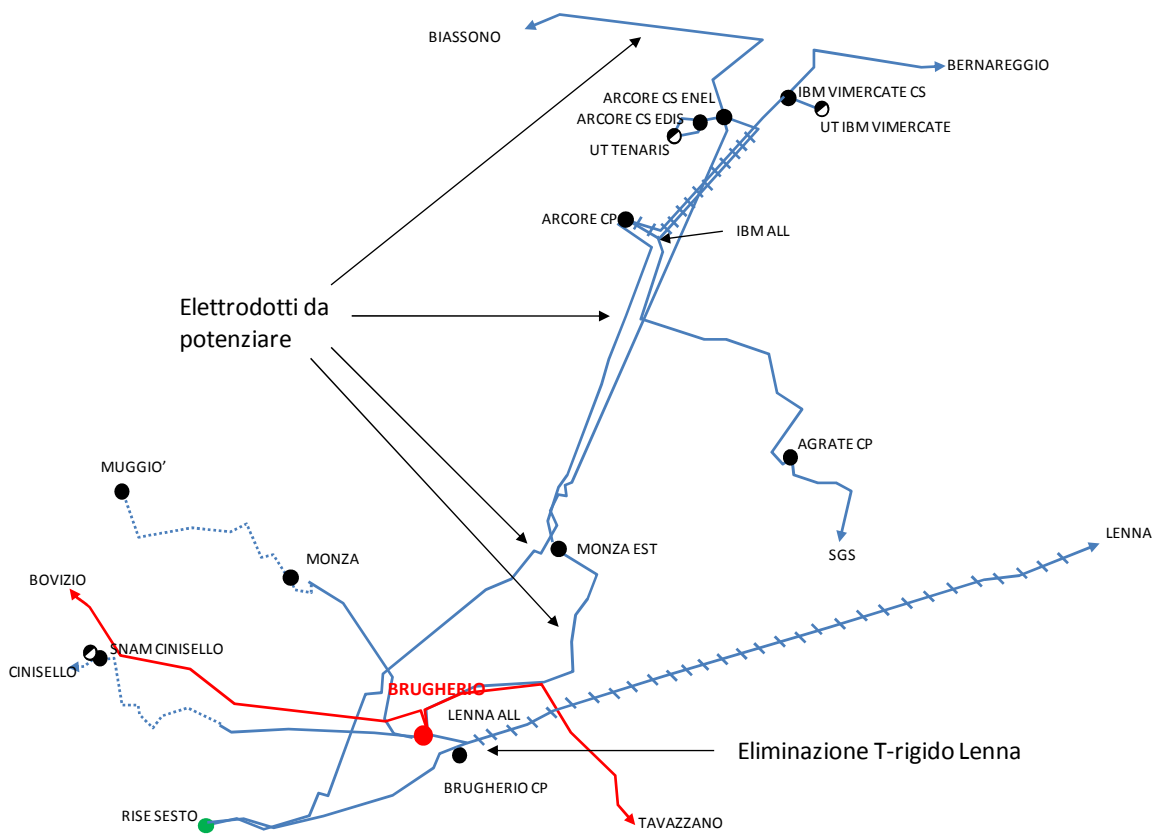 BIASSONO
BERNAREGGIO
IBM VIMERCATE CS
ARCORE CS ENEL
ARCORE CS EDIS
UT IBM VIMERCATE
UT TENARIS
ARCORE CP
IBM ALL
Elettrodotti da
potenziare
AGRATE CP
MUGGIO’
LENNA
MONZA EST
SGS
MONZA
BOVIZIO
SNAM CINISELLO
CINISELLO
BRUGHERIO
LENNA ALL
Eliminazione T-rigido Lenna
BRUGHERIO CP
RISE SESTO
TAVAZZANO